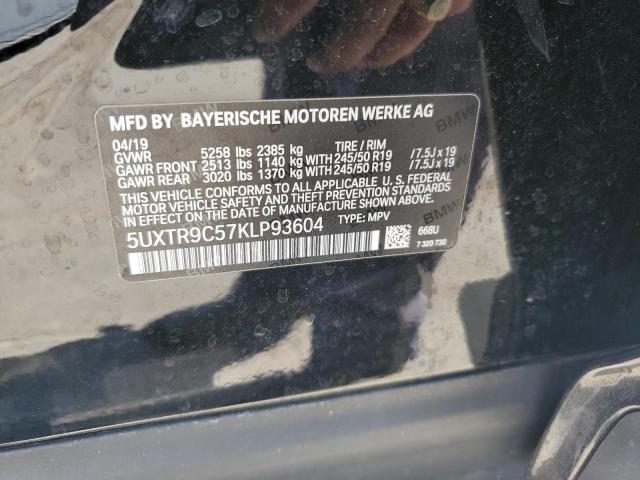 MFD BY BAYERISCHE MOTOREN WERKE AG
04/19 TIRE / RIM
GVWR 5258 lbs 2385 kg
GAWR FRONT 2513 lbs 1140 kg WITH 245/50 R19 /7.5J x 19
GAWR REAR 3020 lbs 1370 kg WITH 245/50 R19 /7.5J x 19
THIS VEHICLE CONFORMS TO ALL APPLICABLE U. S. FEDERAL
MOTOR VEHICLE SAFETY AND THEFT PREVENTION STANDARDS
IN EFFECT ON THE DATE OF MANUFACTURE SHOWN ABOVE.
5UXTR9C57KLP93604 TYPE: MPV
668U
7 320 730